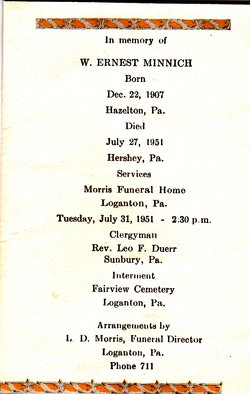 In memory of
W. ERNEST MINNICH
Born
Dec. 22, 1907
Hazelton, Pa.
Died
July 27, 1951
Hershey, Pa.
Services
Morris Funeral Home
Loganton, Pa.
Tuesday, July 31, 1951 - 2:30 p.m.
Clergyman
Rev. Leo F. Duerr
Sunbury, Pa.
Interment
Fairview Cemetery
Loganton, Pa.
Arrangements by
L. D. Morris, Funeral Director
Loganton, Pa.
Phone 711